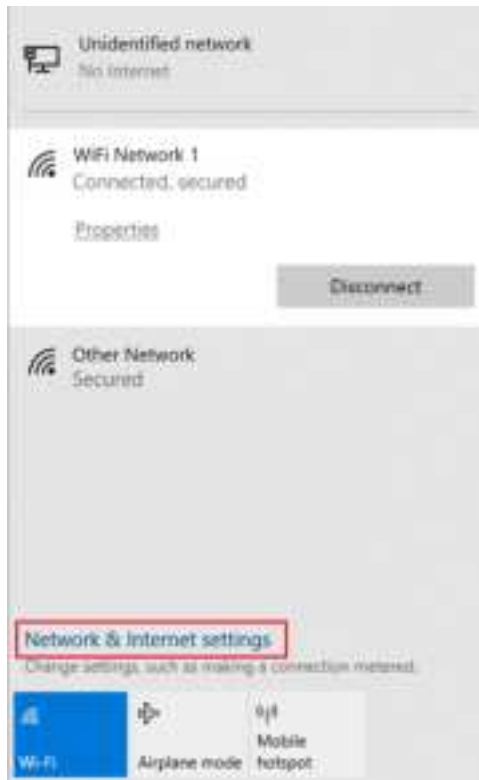 Unidentified network
No Internet
WiFi Network 1
Connected, secured
Properties
Disconnect
Other Network
Secured
Network & Internet settings
Change settings, such as making a connection metered.
Wi-Fi
Airplane mode
Mobile
hotspot